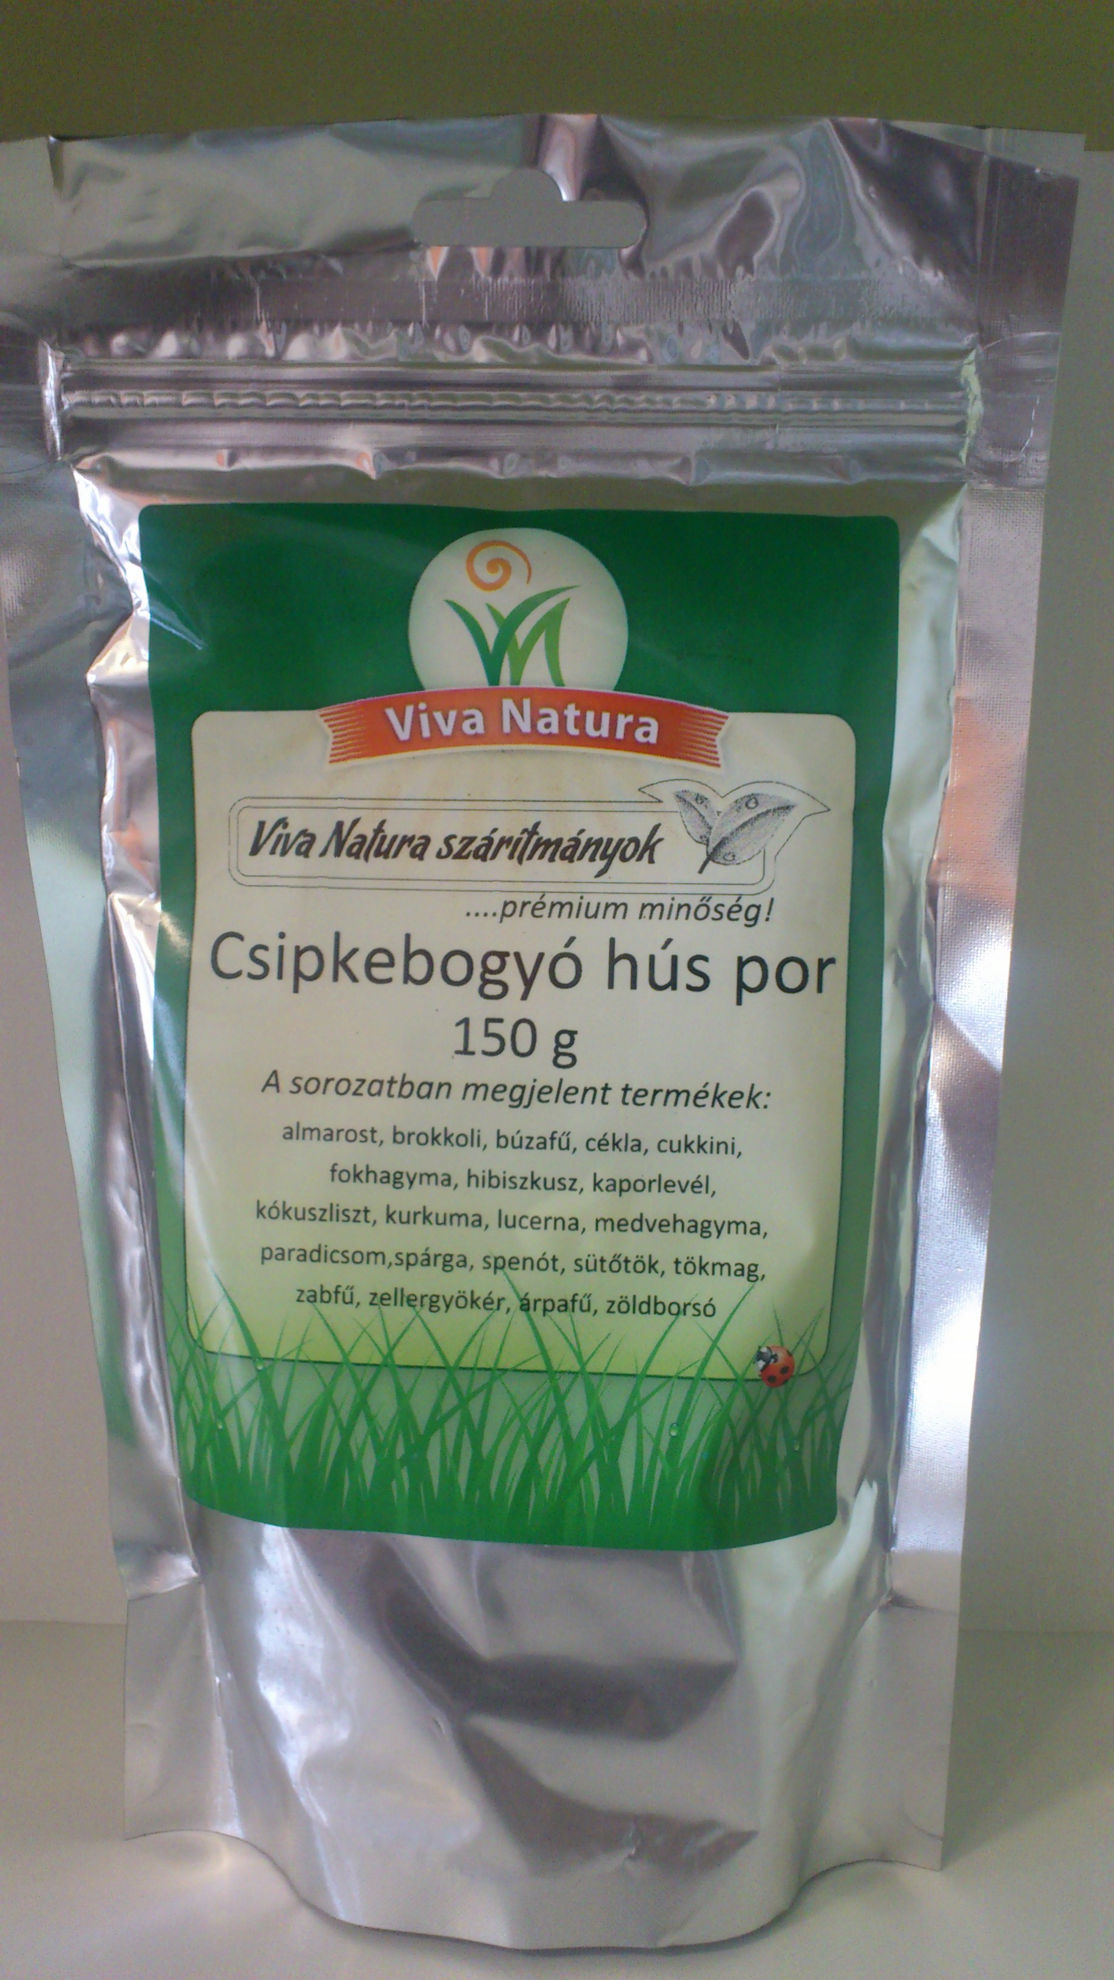 Viva Natura
Viva Natura szárítmányok
....prémium minőség!
Csipkebogyó hús por
150 g
A sorozatban megjelent termékek:
almarost, brokkoli, búzafű, cékla, cukkini,
fokhagyma, hibiszkusz, kaporlevél,
kókuszliszt, kurkuma, lucerna, medvehagyma,
paradicsom,spárga, spenót, sütőtök, tökmag,
zabfű, zellergyökér, árpafű, zöldborsó